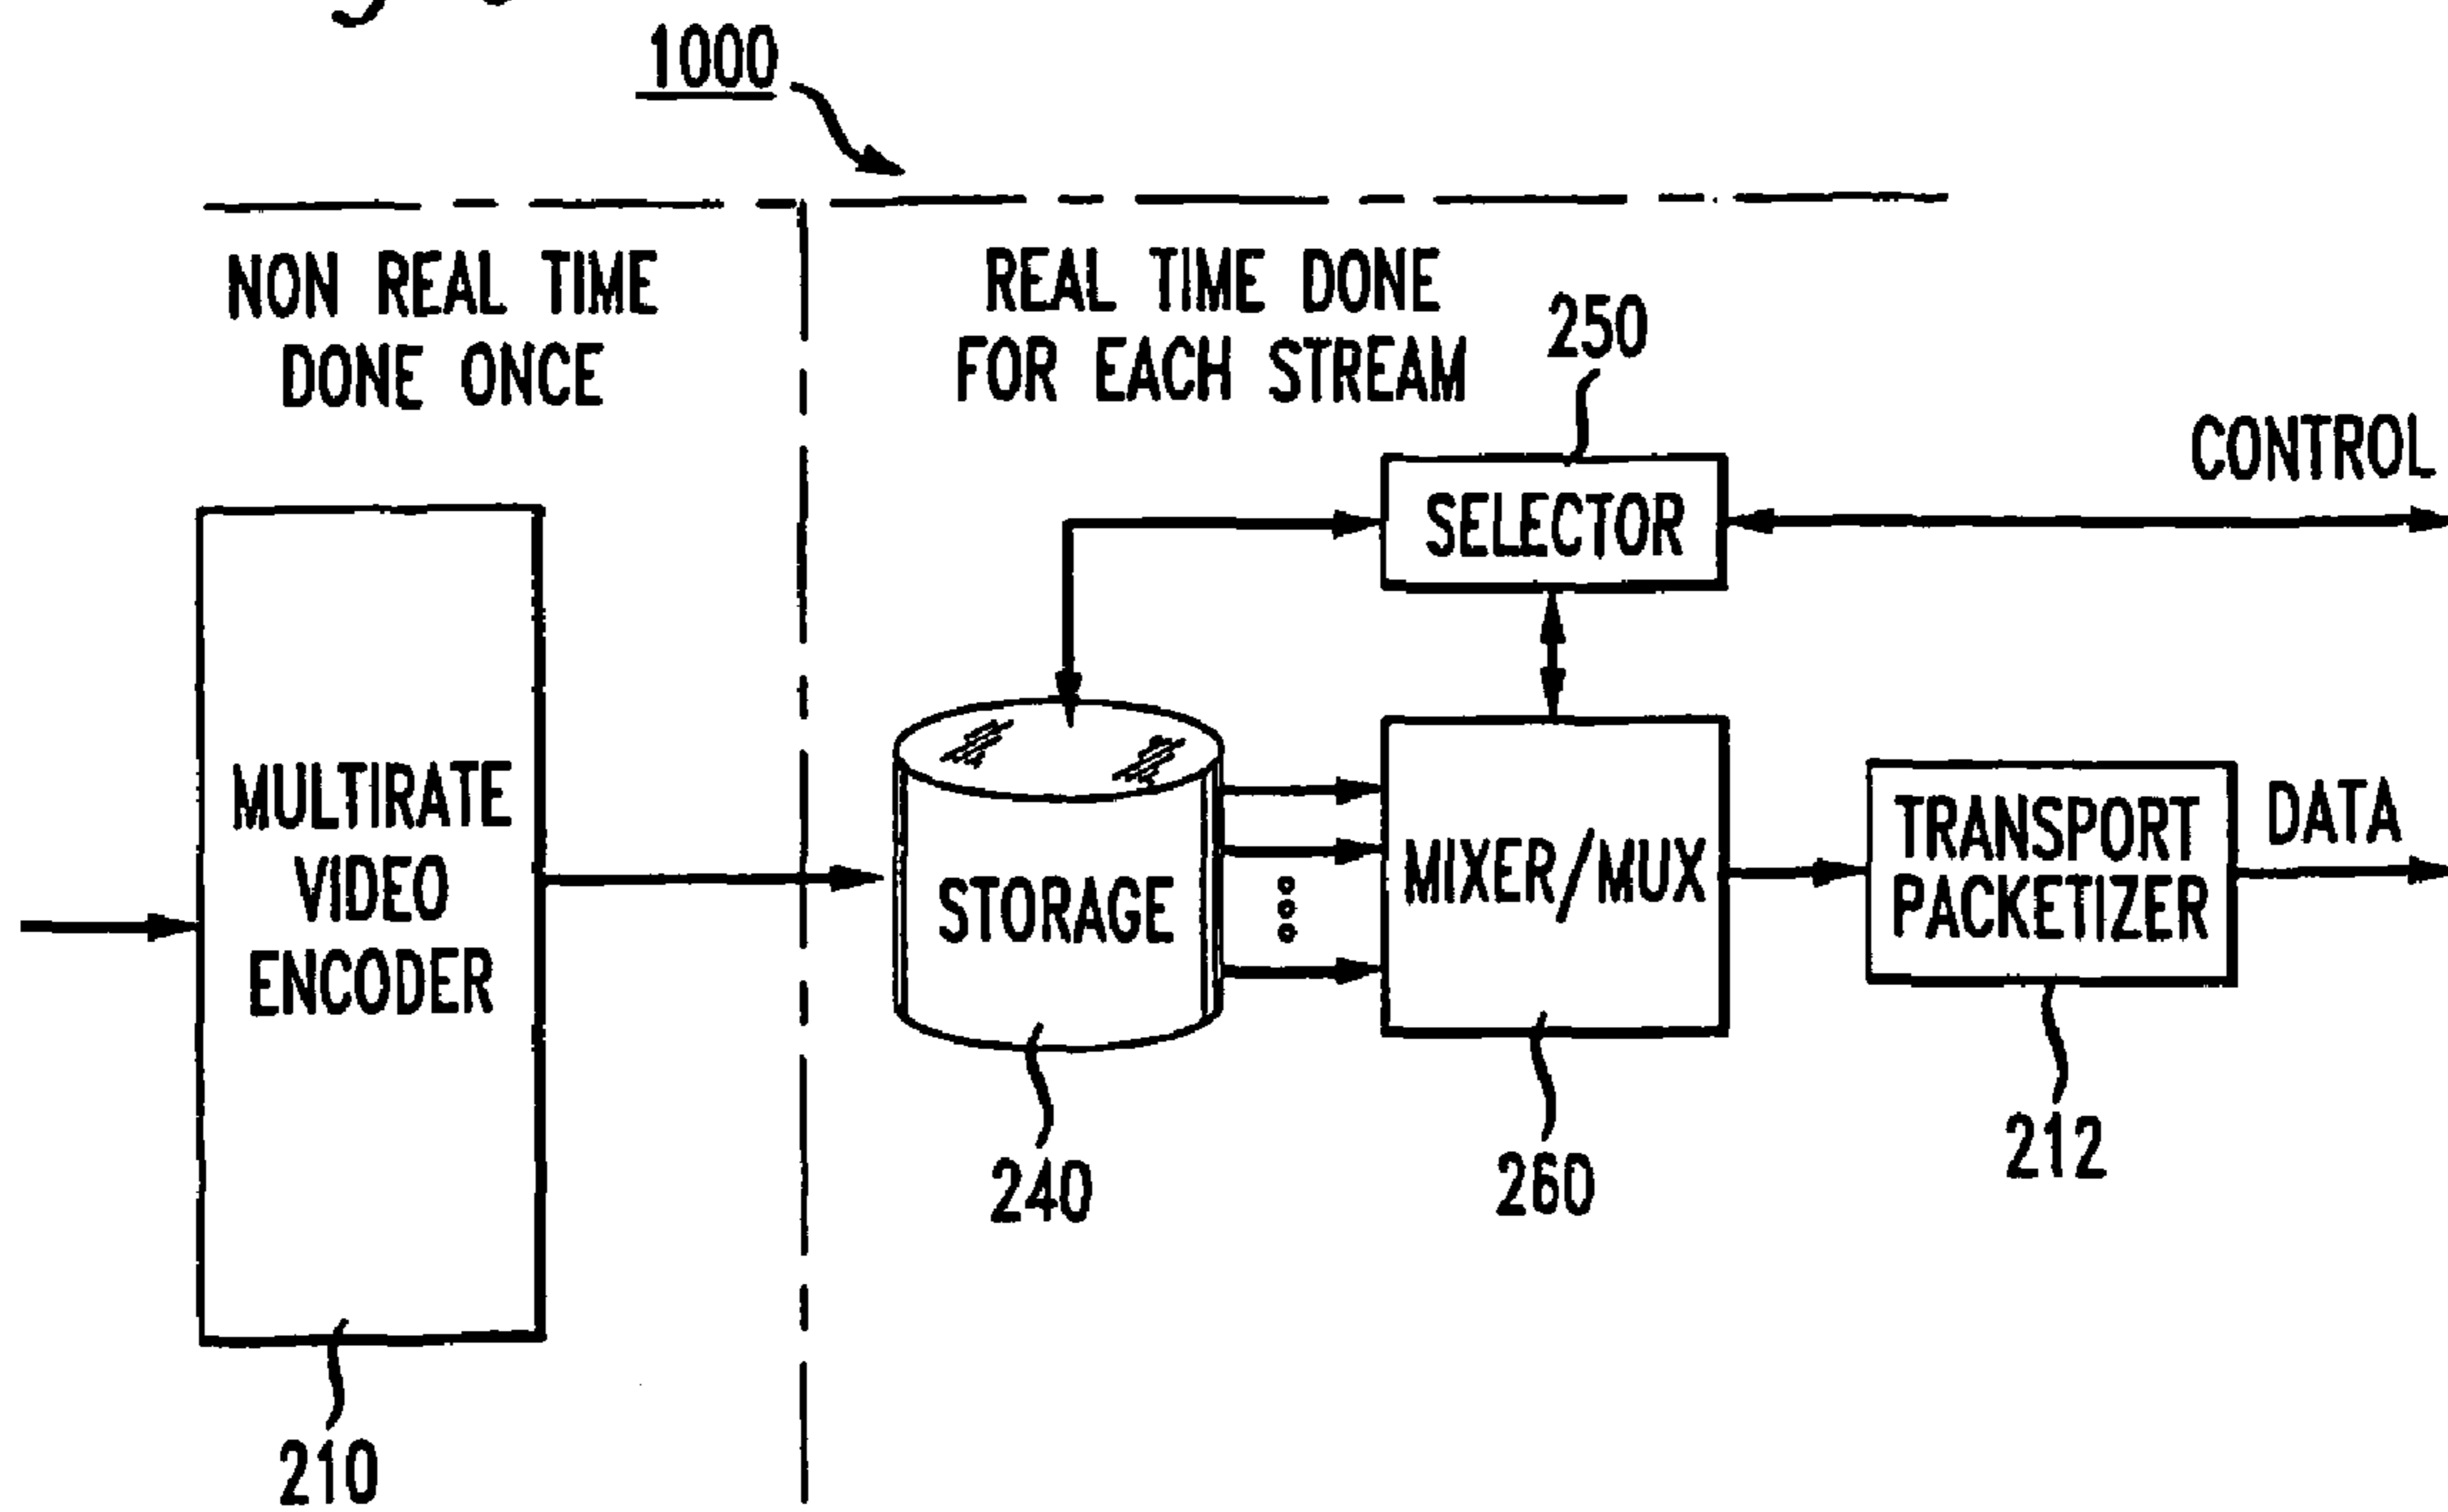 1000
NON REAL TIME
DONE ONCE
REAL TIME DONE
FOR EACH STREAM
250
CONTROL
SELECTOR
MULTIRATE
VIDEO
ENCODER
STORAGE
MIXER/MUX
TRANSPORT
PACKETIZER
DATA
240
260
212
210